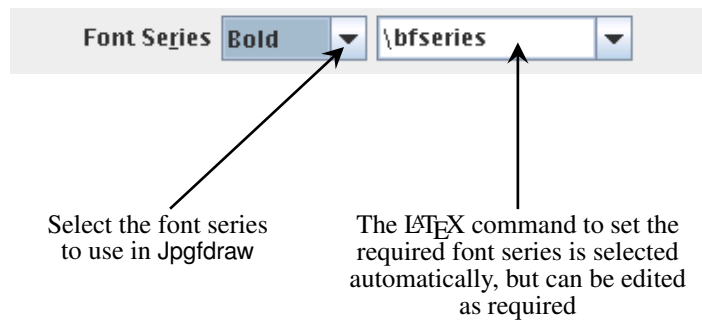 Font Series Bold \bfseries
Select the font series
to use in Jpgfdraw
The LATEX command to set the
required font series is selected
automatically, but can be edited
as required